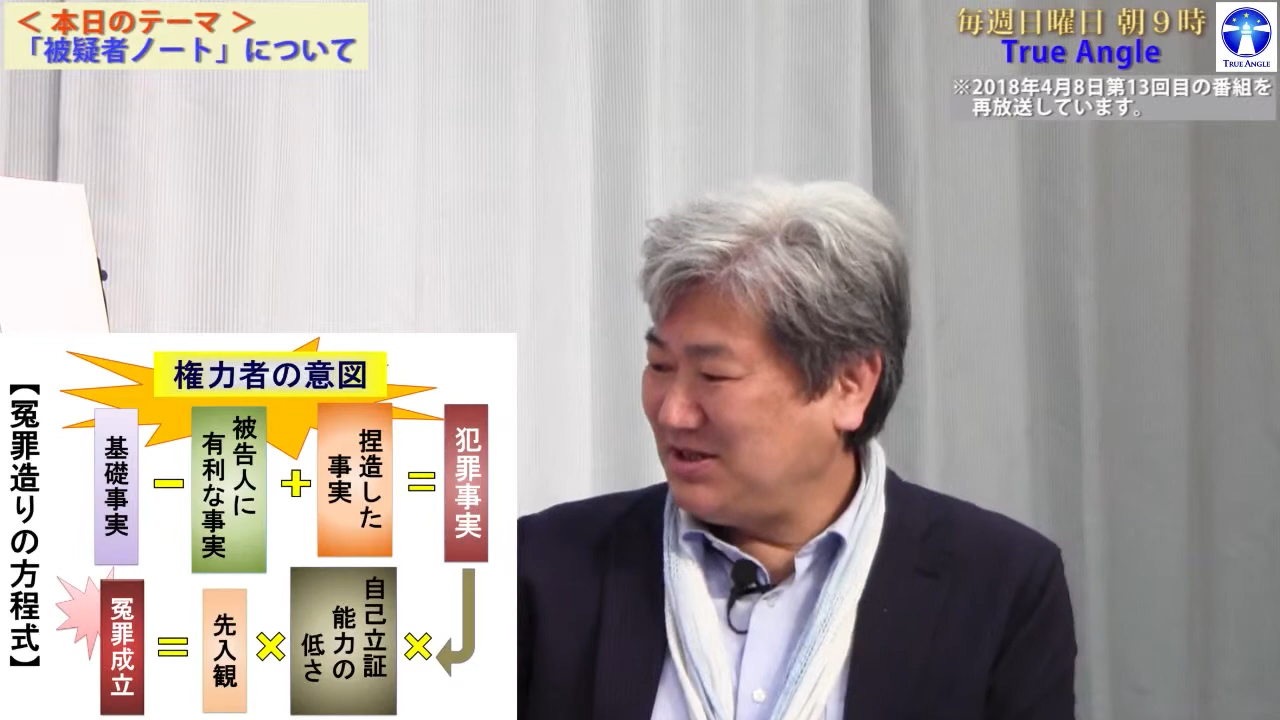 ＜ 本日のテーマ ＞
「被疑者ノート」について
毎週日曜日 朝９時
True Angle
TRUE ANGLE
※2018年4月8日第13回目の番組を
再放送しています。
【冤罪造りの方程式】
権力者の意図
基礎事実
－
被告人に
有利な事実
＋
捏造した
事実
＝
犯罪事実
×
自己立証
能力の
低さ
×
先入観
＝
冤罪成立